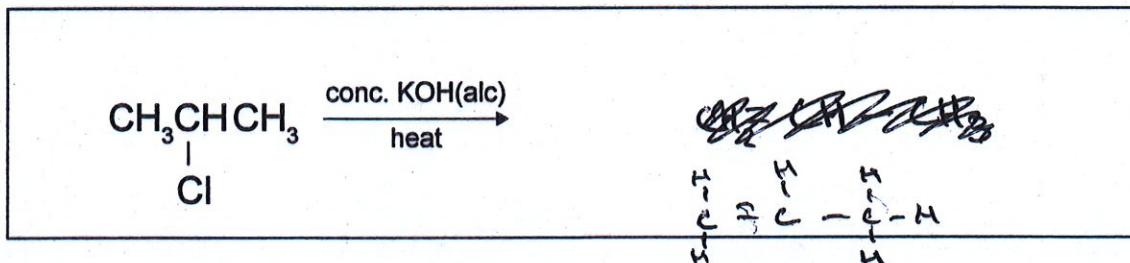 conc. KOH(alc)
CH₃CHCH₃
heat
Cl
H H H
C = C - C - H
H H